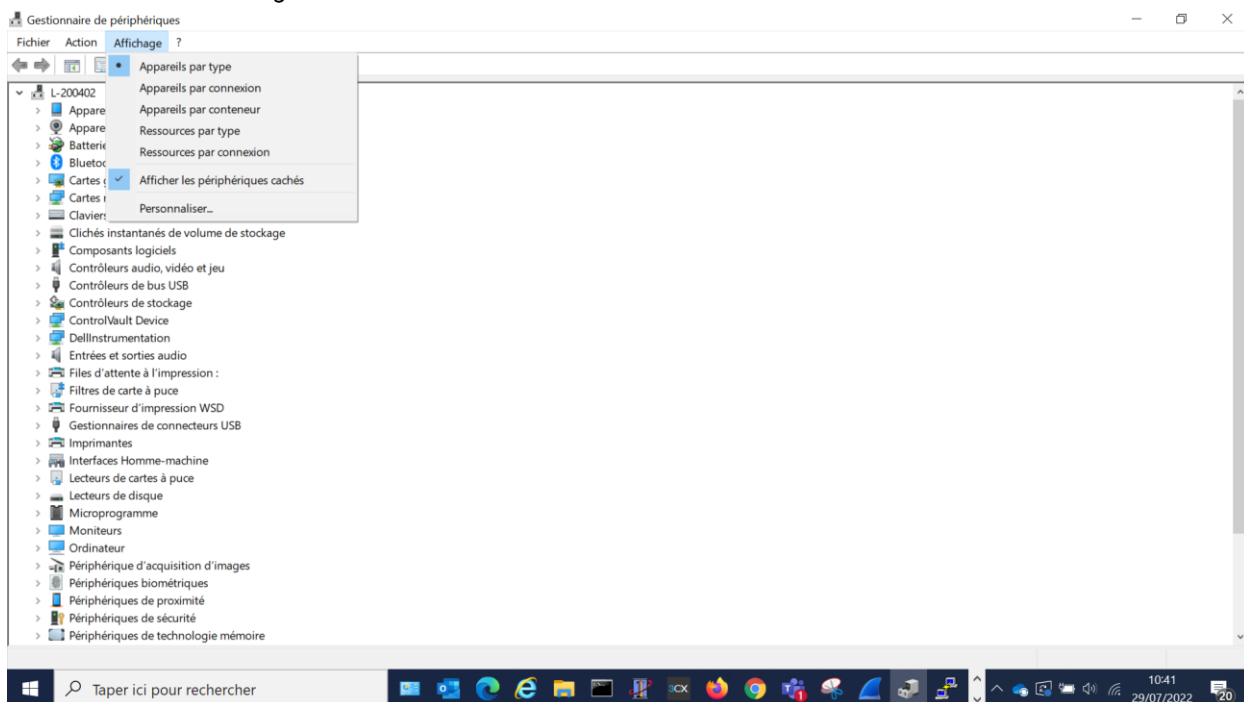 Gestionnaire de périphériques
Fichier Action Affichage ?
Appareils par type
Appareils par connexion
Appareils par conteneur
Ressources par type
Ressources par connexion
Afficher les périphériques cachés
Personnaliser...
L-200402
Appare
Appare
Batterie
Bluetoo
Cartes
Cartes
Claviers
Clichés instantanés de volume de stockage
Composants logiciels
Contrôleurs audio, vidéo et jeu
Contrôleurs de bus USB
Contrôleurs de stockage
ControlVault Device
DellInstrumentation
Entrées et sorties audio
Files d'attente à l'impression :
Filtres de carte à puce
Fournisseur d'impression WSD
Gestionnaires de connecteurs USB
Imprimantes
Interfaces Homme-machine
Lecteurs de cartes à puce
Lecteurs de disque
Microprogramme
Moniteurs
Ordinateur
Périphérique d'acquisition d'images
Périphériques biométriques
Périphériques de proximité
Périphériques de sécurité
Périphériques de technologie mémoire
Taper ici pour rechercher
3CX
10:41
29/07/2022
20